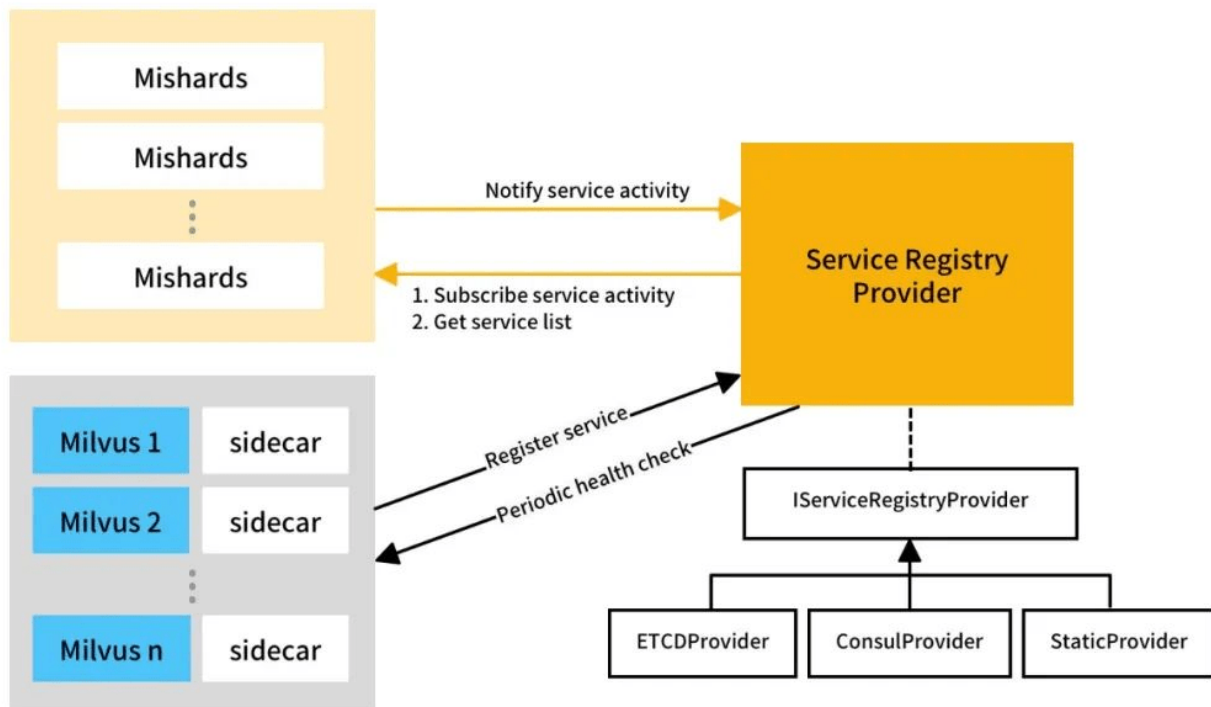 Mishards
Mishards
Mishards
Notify service activity
1. Subscribe service activity
2. Get service list
Service Registry
Provider
Milvus 1
sidecar
Milvus 2
sidecar
Milvus n
sidecar
Register service
Periodic health check
IServiceRegistryProvider
ETCDProvider
ConsulProvider
StaticProvider